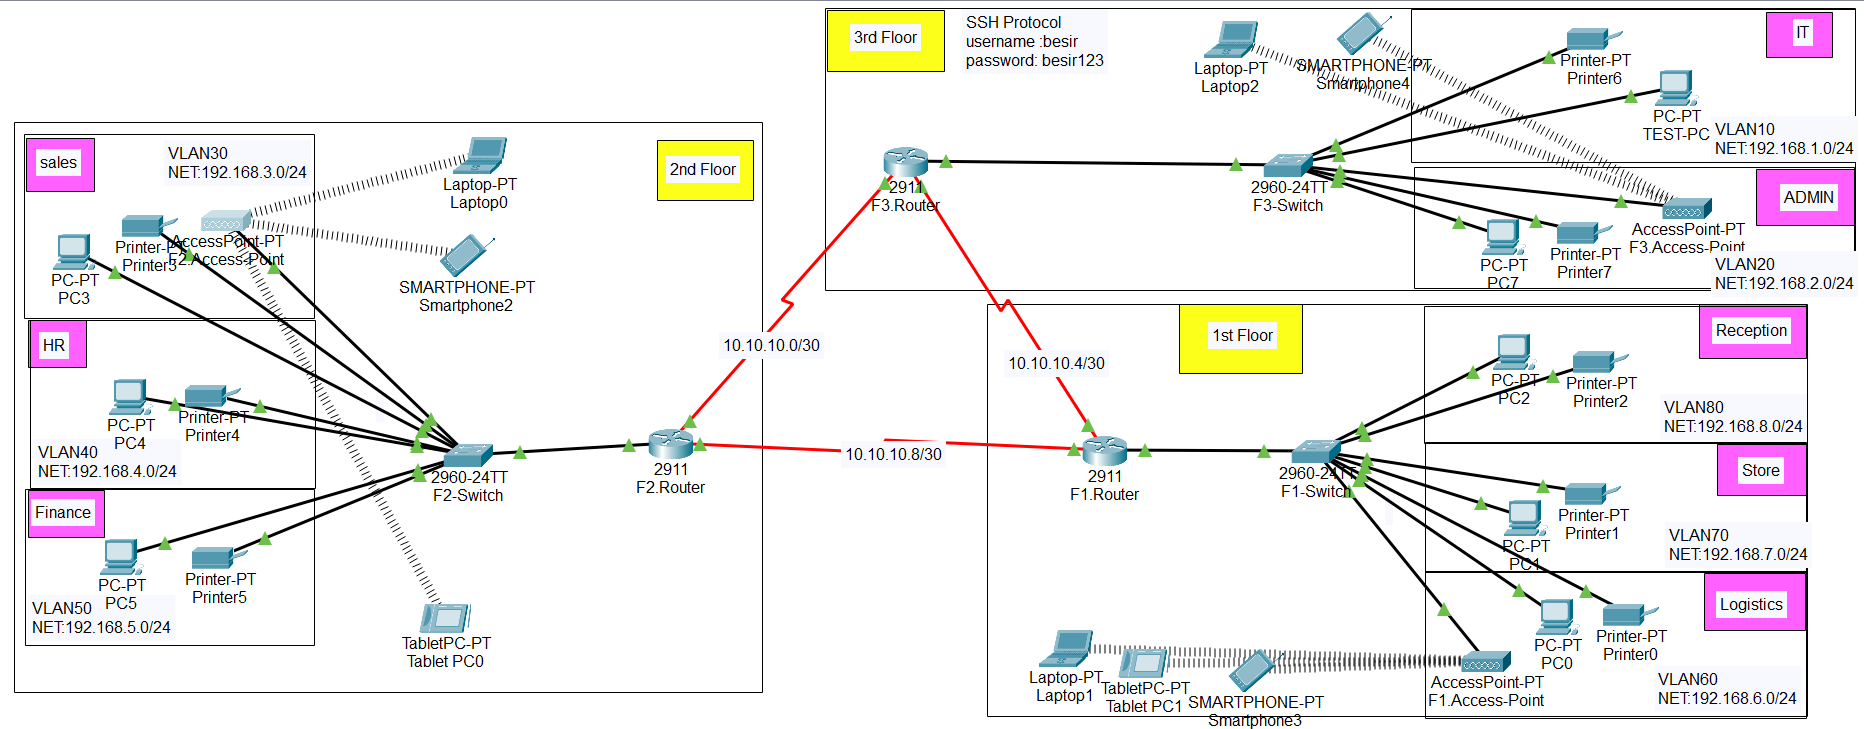 3rd Floor
SSH Protocol
username :besir
password: besir123
Laptop-PT
Laptop2
SMARTPHONE-PT
Smartphone4
IT
Printer-PT
Printer6
PC-PT
TEST-PC
VLAN10
NET:192.168.1.0/24
2911
F3.Router
2960-24TT
F3-Switch
ADMIN
PC-PT
PC7
Printer-PT
Printer7
AccessPoint-PT
F3.Access-Point
VLAN20
NET:192.168.2.0/24
sales
VLAN30
NET:192.168.3.0/24
Laptop-PT
Laptop0
2nd Floor
PC-PT
PC3
Printer-PT
Printer3
AccessPoint-PT
F2.Access-Point
SMARTPHONE-PT
Smartphone2
HR
PC-PT
PC4
Printer-PT
Printer4
VLAN40
NET:192.168.4.0/24
2960-24TT
F2-Switch
2911
F2.Router
Finance
PC-PT
PC5
Printer-PT
Printer5
VLAN50
NET:192.168.5.0/24
TabletPC-PT
Tablet PC0
10.10.10.0/30
10.10.10.4/30
10.10.10.8/30
1st Floor
2911
F1.Router
2960-24TT
F1-Switch
Reception
PC-PT
PC2
Printer-PT
Printer2
VLAN80
NET:192.168.8.0/24
Store
Printer-PT
Printer1
PC-PT
PC1
VLAN70
NET:192.168.7.0/24
Logistics
PC-PT
PC0
Printer-PT
Printer0
VLAN60
NET:192.168.6.0/24
AccessPoint-PT
F1.Access-Point
Laptop-PT
Laptop1
TabletPC-PT
Tablet PC1
SMARTPHONE-PT
Smartphone3